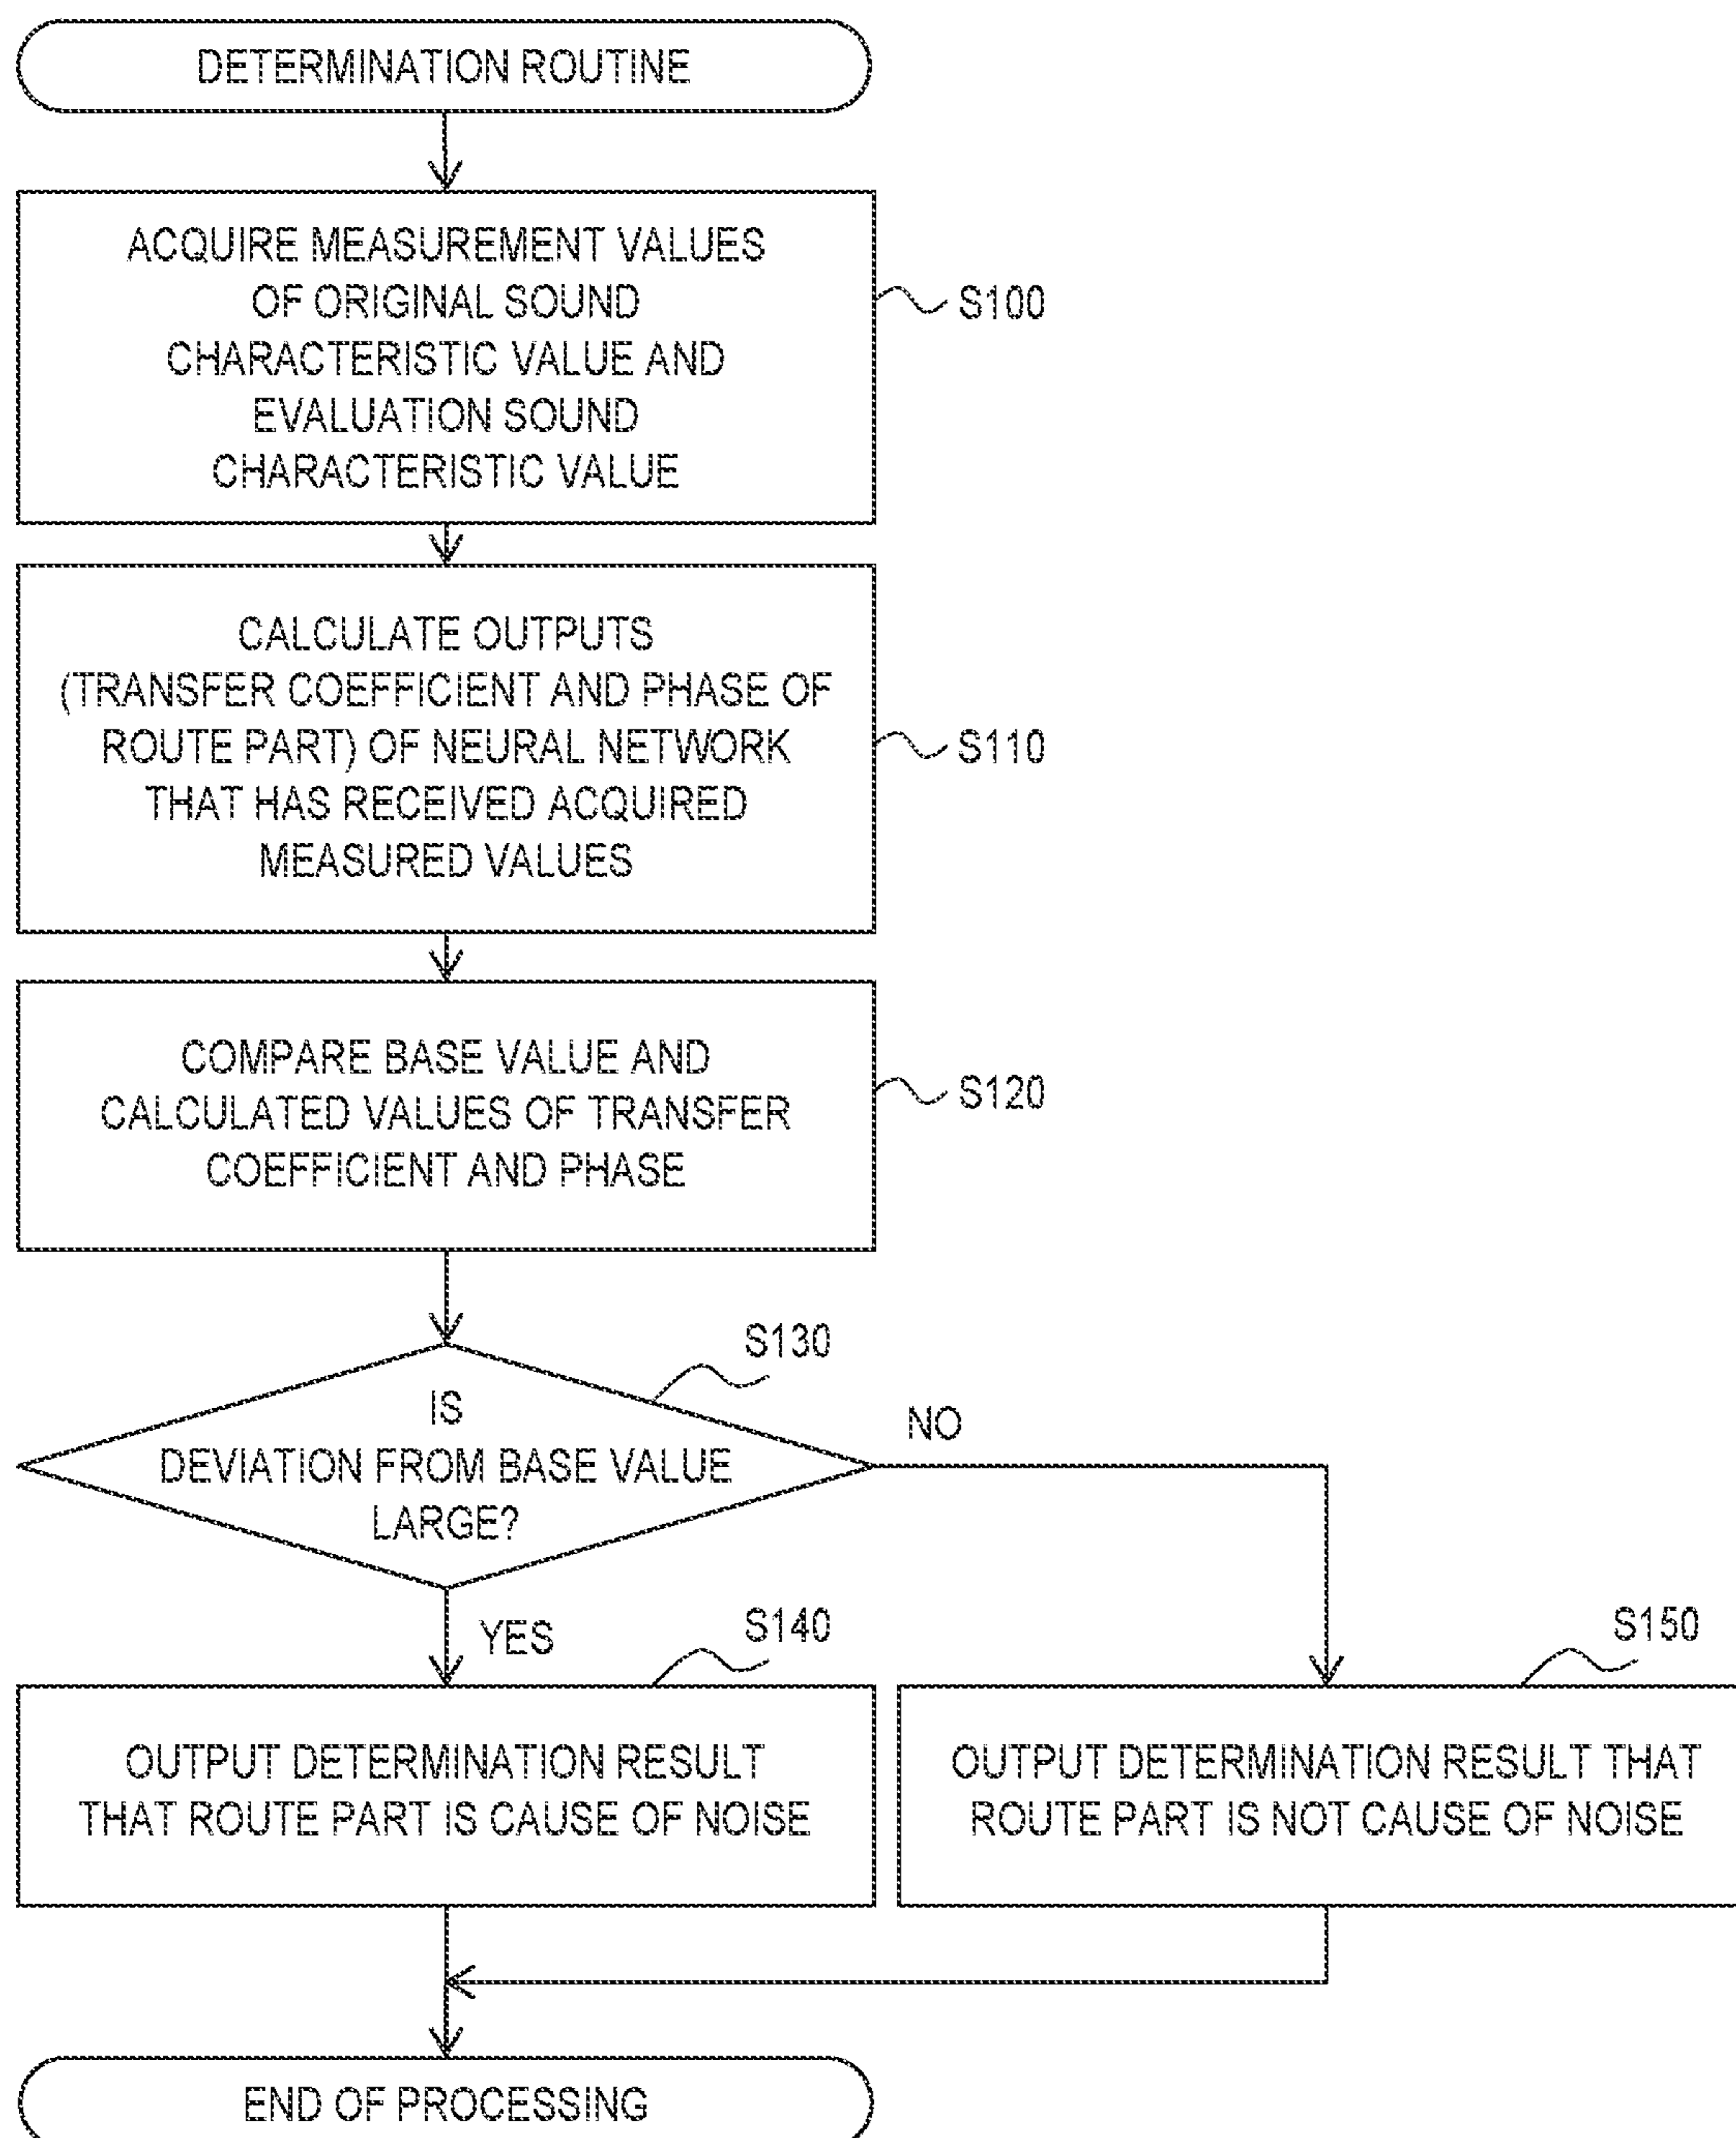 DETERMINATION ROUTINE
ACQUIRE MEASUREMENT VALUES
OF ORIGINAL SOUND
CHARACTERISTIC VALUE AND
EVALUATION SOUND
CHARACTERISTIC VALUE
S100
CALCULATE OUTPUTS
(TRANSFER COEFFICIENT AND PHASE OF
ROUTE PART) OF NEURAL NETWORK
THAT HAS RECEIVED ACQUIRED
MEASURED VALUES
S110
COMPARE BASE VALUE AND
CALCULATED VALUES OF TRANSFER
COEFFICIENT AND PHASE
S120
S130
IS
DEVIATION FROM BASE VALUE
LARGE?
NO
YES
S140
S150
OUTPUT DETERMINATION RESULT
THAT ROUTE PART IS CAUSE OF NOISE
OUTPUT DETERMINATION RESULT THAT
ROUTE PART IS NOT CAUSE OF NOISE
END OF PROCESSING